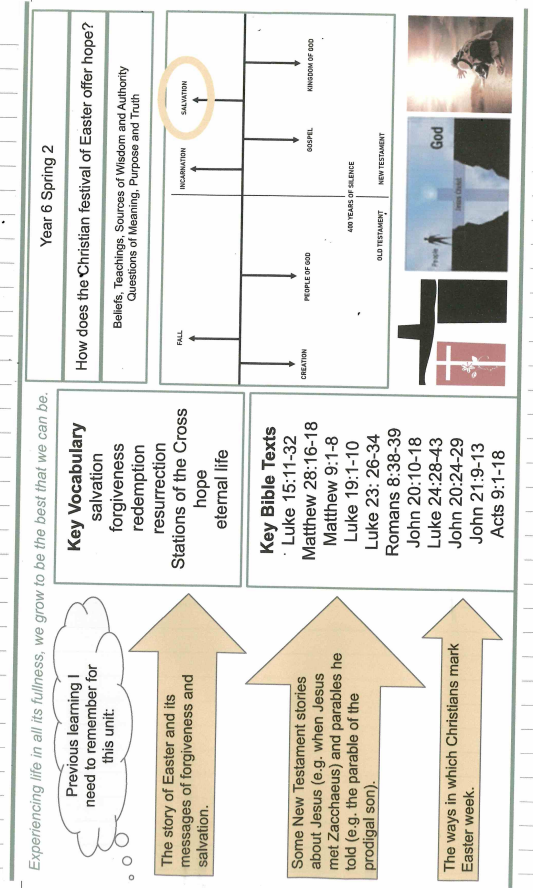 Experiencing life in all its fullness, we grow to be the best that we can be.
Previous learning I
need to remember for
this unit:
The story of Easter and its
messages of forgiveness and
salvation.
Some New Testament stories
about Jesus (e.g. when Jesus
met Zacchaeus) and parables he
told (e.g. the parable of the
prodigal son).
The ways in which Christians mark
Easter week.
Key Vocabulary
salvation
forgiveness
redemption
resurrection
Stations of the Cross
hope
eternal life
Key Bible Texts
Luke 15:11-32
Matthew 28:16-18
Matthew 9:1-8
Luke 19:1-10
Luke 23: 26-34
Romans 8:38-39
John 20:10-18
Luke 24:28-43
John 20:24-29
John 21:9-13
Acts 9:1-18
Year 6 Spring 2
How does the Christian festival of Easter offer hope?
Beliefs, Teachings, Sources of Wisdom and Authority
Questions of Meaning, Purpose and Truth
FALL
INCARNATION
SALVATION
CREATION
PEOPLE OF GOD
GOSPEL
KINGDOM OF GOD
400 YEARS OF SILENCE
OLD TESTAMENT
NEW TESTAMENT
People
Jesus Christ
God